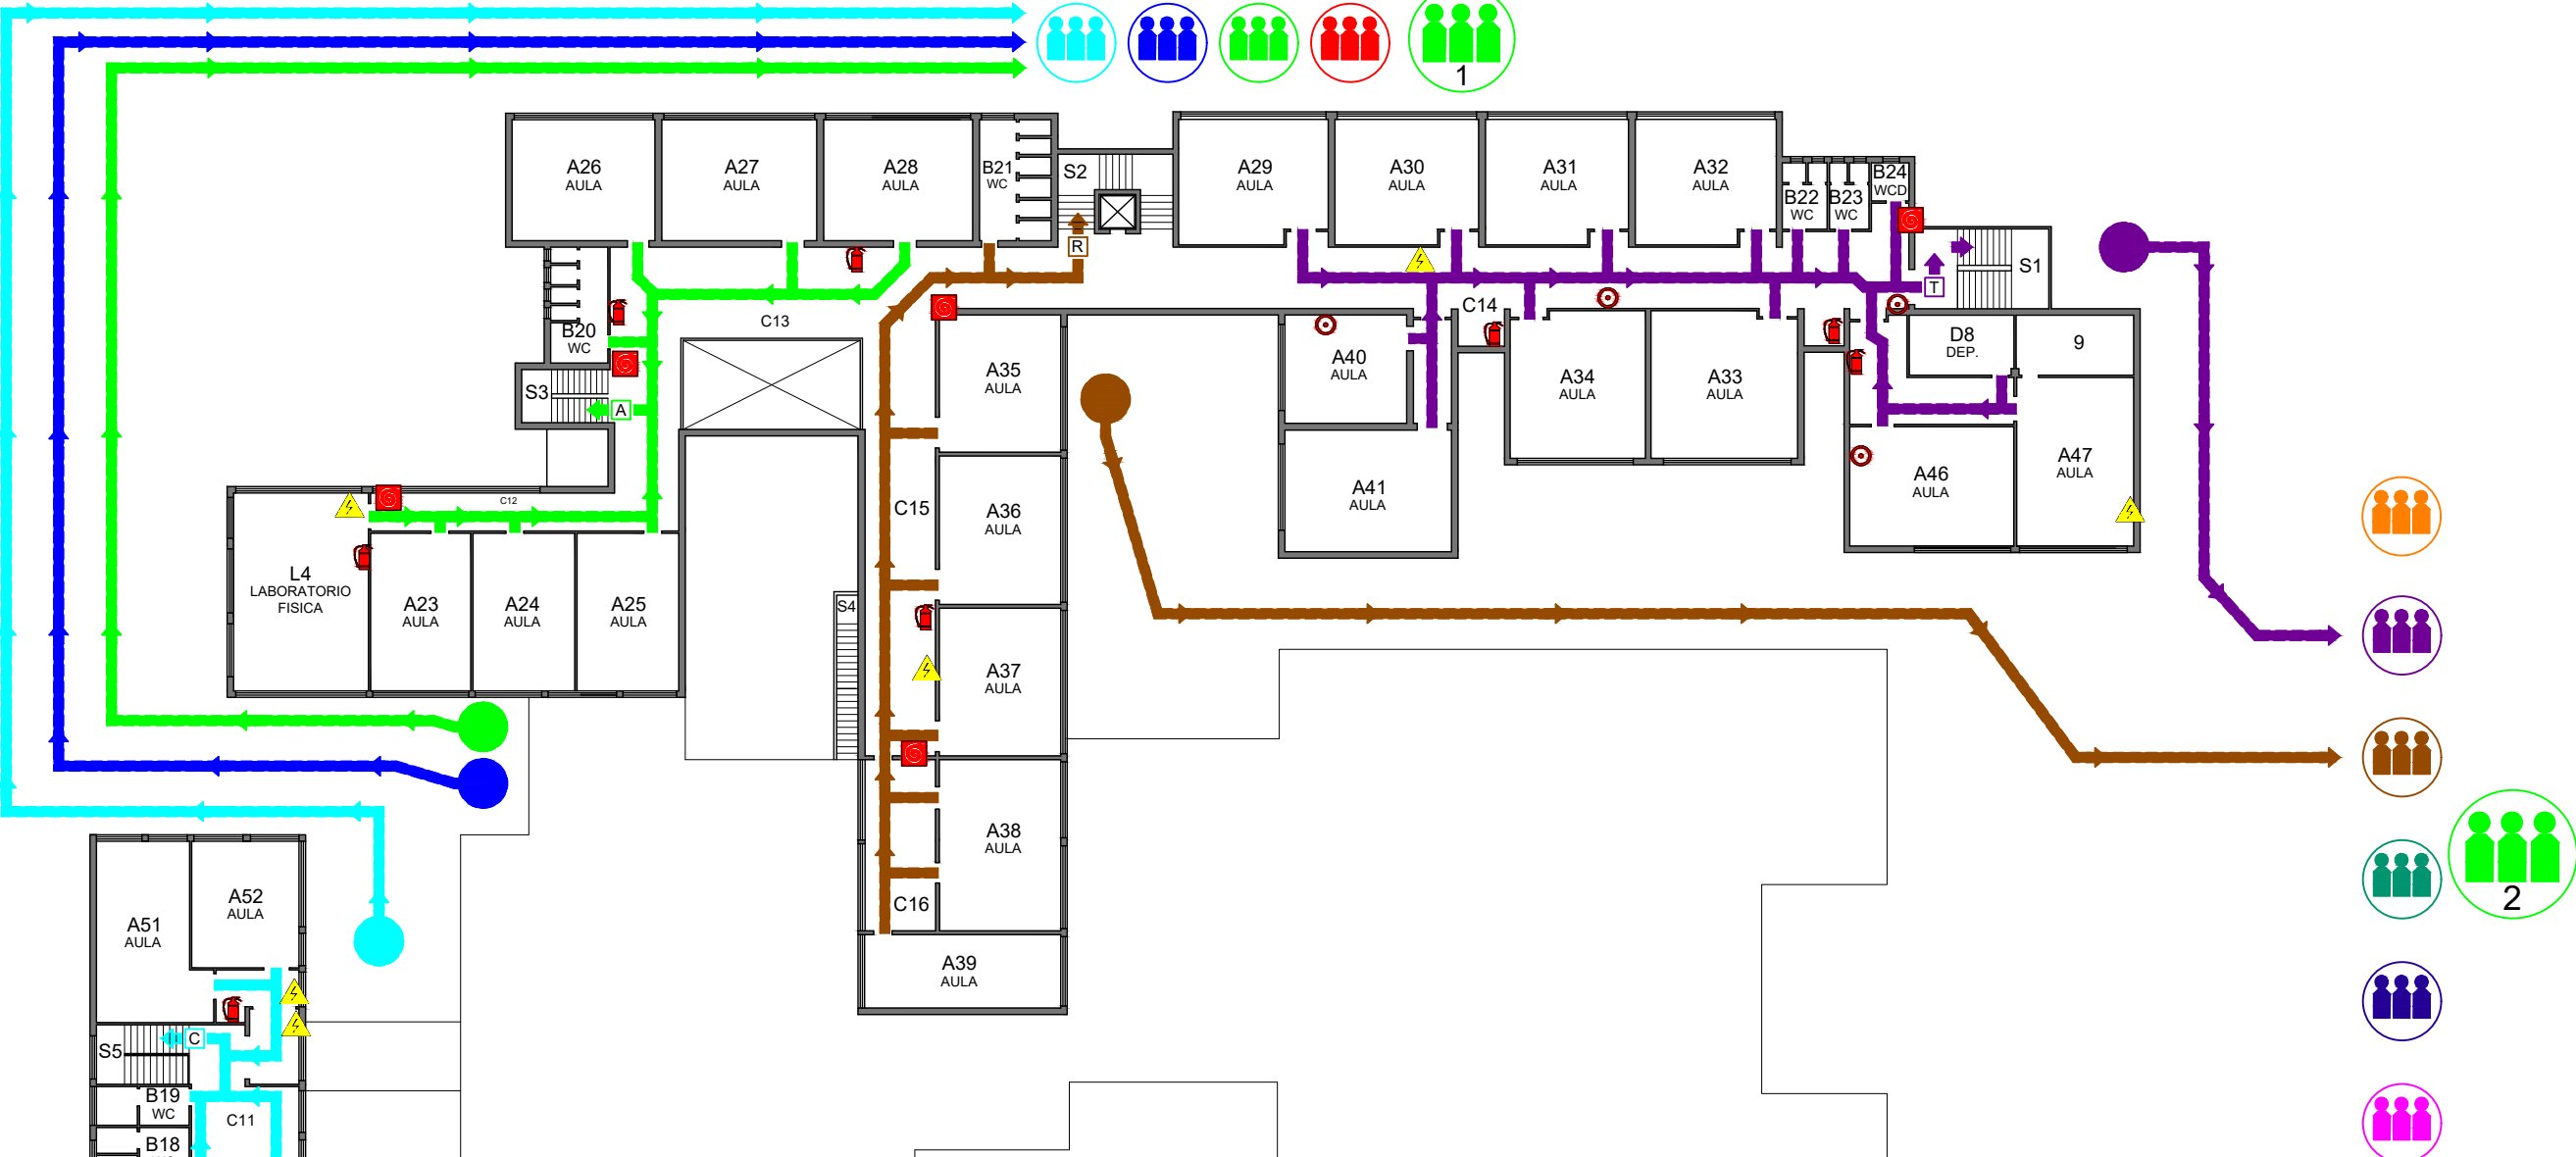 1
A26
AULA
A27
AULA
A28
AULA
B21
WC
S2
R
A29
AULA
A30
AULA
A31
AULA
A32
AULA
B22
WC
B23
WC
B24
WCD
S1
T
B20
WC
C13
S3
A
C12
A35
AULA
C14
A40
AULA
A34
AULA
A33
AULA
D8
DEP.
9
A41
AULA
A46
AULA
A47
AULA
C15
A36
AULA
L4
LABORATORIO
FISICA
A23
AULA
A24
AULA
A25
AULA
S4
A37
AULA
A38
AULA
C16
A39
AULA
2
A51
AULA
A52
AULA
C
S5
B19
WC
C11
B18